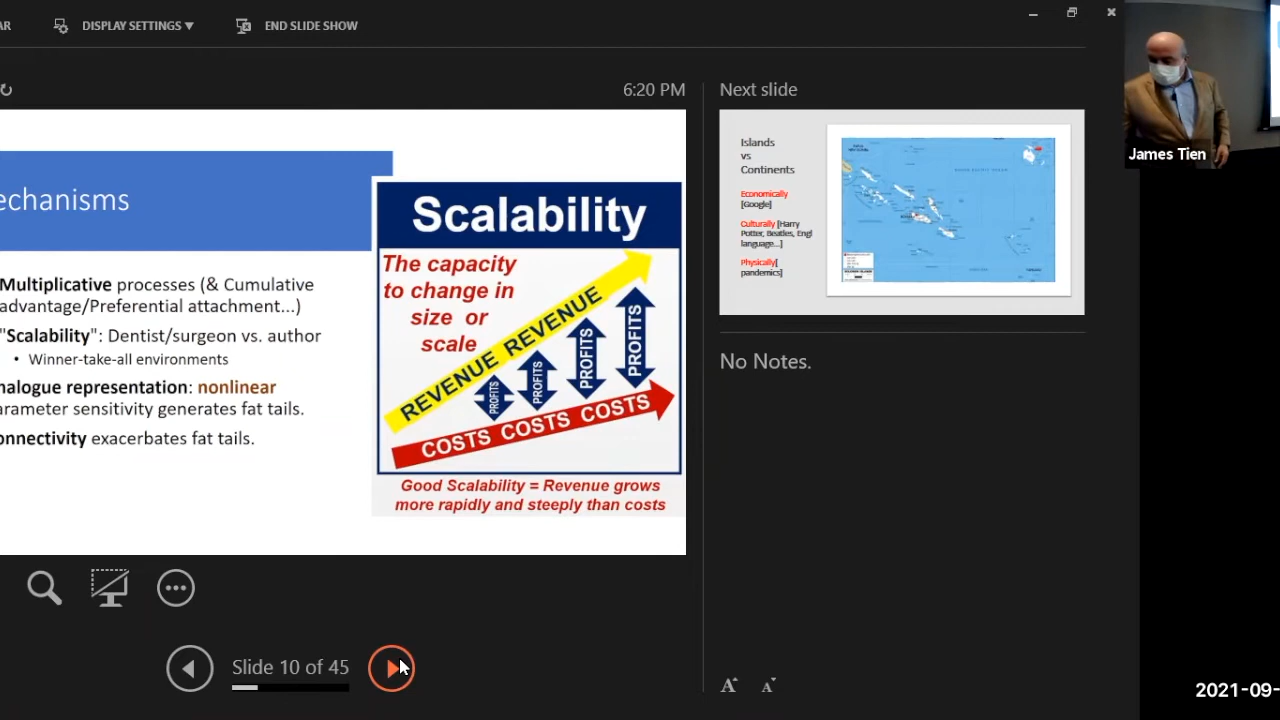 AR
DISPLAY SETTINGS ▼
END SLIDE SHOW
6:20 PM
echanisms
Multiplicative processes (& Cumulative
advantage/Preferential attachment...)
"Scalability": Dentist/surgeon vs. author
• Winner-take-all environments
nalogue representation: nonlinear
arameter sensitivity generates fat tails.
onnectivity exacerbates fat tails.
Scalability
The capacity
to change in
size or
scale
REVENUE REVENUE
PROFITS
PROFITS
PROFITS
PROFITS
COSTS COSTS COSTS
Good Scalability = Revenue grows
more rapidly and steeply than costs
Slide 10 of 45
Next slide
Islands
vs
Continents
Economically
[Google]
Culturally [Harry
Potter, Beatles, Engl
language...]
Physically[
pandemics]
No Notes.
A A
James Tien
2021-09-